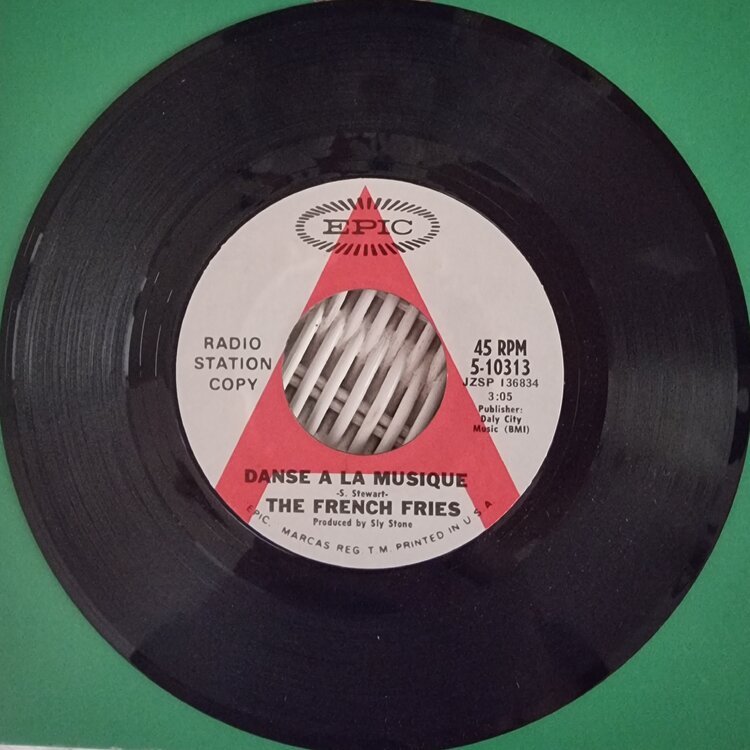 EPIC
RADIO
STATION
COPY
45 RPM
5-10313
JZSP 136834
3:05
Publisher:
Daly City
Music (BMI)
DANSE A LA MUSIQUE
-S. Stewart-
THE FRENCH FRIES
Produced by Sly Stone
EPIC. MARCAS REG T.M. PRINTED IN U S A